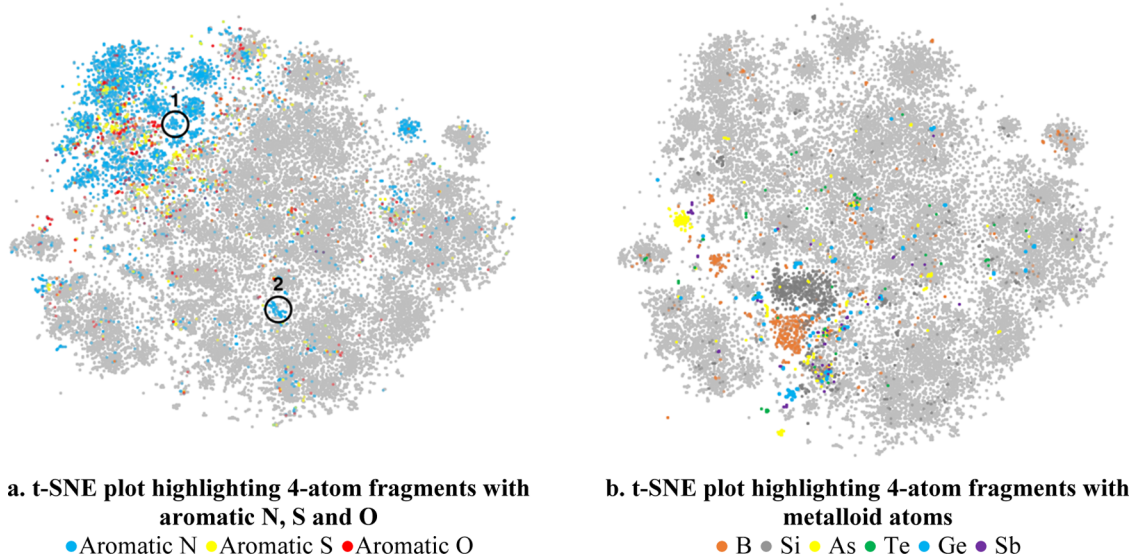 1
2
a. t-SNE plot highlighting 4-atom fragments with
aromatic N, S and O
Aromatic N Aromatic S Aromatic O
b. t-SNE plot highlighting 4-atom fragments with
metalloid atoms
B Si As Te Ge Sb